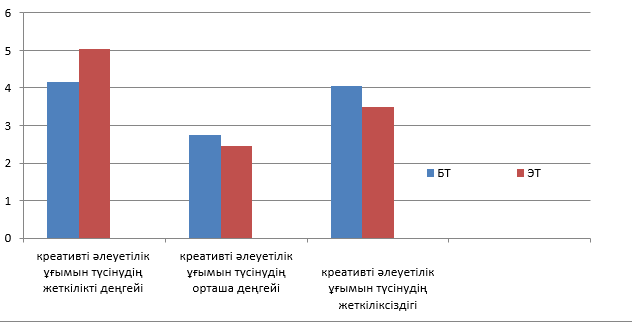 6
5
4
3
2
1
0
БТ
ЭТ
креативті әлеуетілік
ұғымын түсінудің
жеткілікті деңгейі
креативті әлеуетілік
ұғымын түсінудің
орташа деңгейі
креативті әлеуетілік
ұғымын түсінудің
жеткіліксіздігі